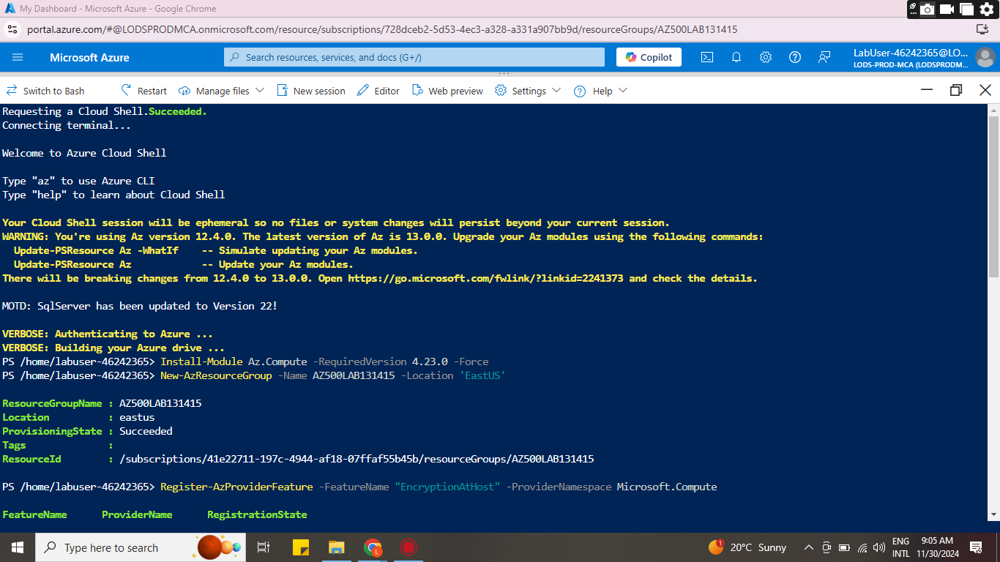 My Dashboard - Microsoft Azure - Google Chrome
portal.azure.com/#@LODSPRODMCA.onmicrosoft.com/resource/subscriptions/728dceb2-5d53-4ec3-a328-a331a907bb9d/resourceGroups/AZ500LAB131415
Microsoft Azure
Search resources, services, and docs (G+/)
Copilot
LabUser-46242365@LO...
LODS-PROD-MCA (LODSPRODM...
Switch to Bash
Restart
Manage files
New session
Editor
Web preview
Settings
Help
Requesting a Cloud Shell.Succeeded.
Connecting terminal...
Welcome to Azure Cloud Shell
Type "az" to use Azure CLI
Type "help" to learn about Cloud Shell
Your Cloud Shell session will be ephemeral so no files or system changes will persist beyond your current session.
WARNING: You're using Az version 12.4.0. The latest version of Az is 13.0.0. Upgrade your Az modules using the following commands:
Update-PSResource Az -WhatIf    -- Simulate updating your Az modules.
Update-PSResource Az            -- Update your Az modules.
There will be breaking changes from 12.4.0 to 13.0.0. Open https://go.microsoft.com/fwlink/?linkid=2241373 and check the details.
MOTD: SqlServer has been updated to Version 22!
VERBOSE: Authenticating to Azure ...
VERBOSE: Building your Azure drive ...
PS /home/labuser-46242365> Install-Module Az.Compute -RequiredVersion 4.23.0 -Force
PS /home/labuser-46242365> New-AzResourceGroup -Name AZ500LAB131415 -Location 'EastUS'
ResourceGroupName : AZ500LAB131415
Location          : eastus
ProvisioningState : Succeeded
Tags              :
ResourceId        : /subscriptions/41e22711-197c-4944-af18-07ffaf55b45b/resourceGroups/AZ500LAB131415
PS /home/labuser-46242365> Register-AzProviderFeature -FeatureName "EncryptionAtHost" -ProviderNamespace Microsoft.Compute
FeatureName      ProviderName      RegistrationState
Type here to search
1
20°C Sunny
ENG
INTL
9:05 AM
11/30/2024